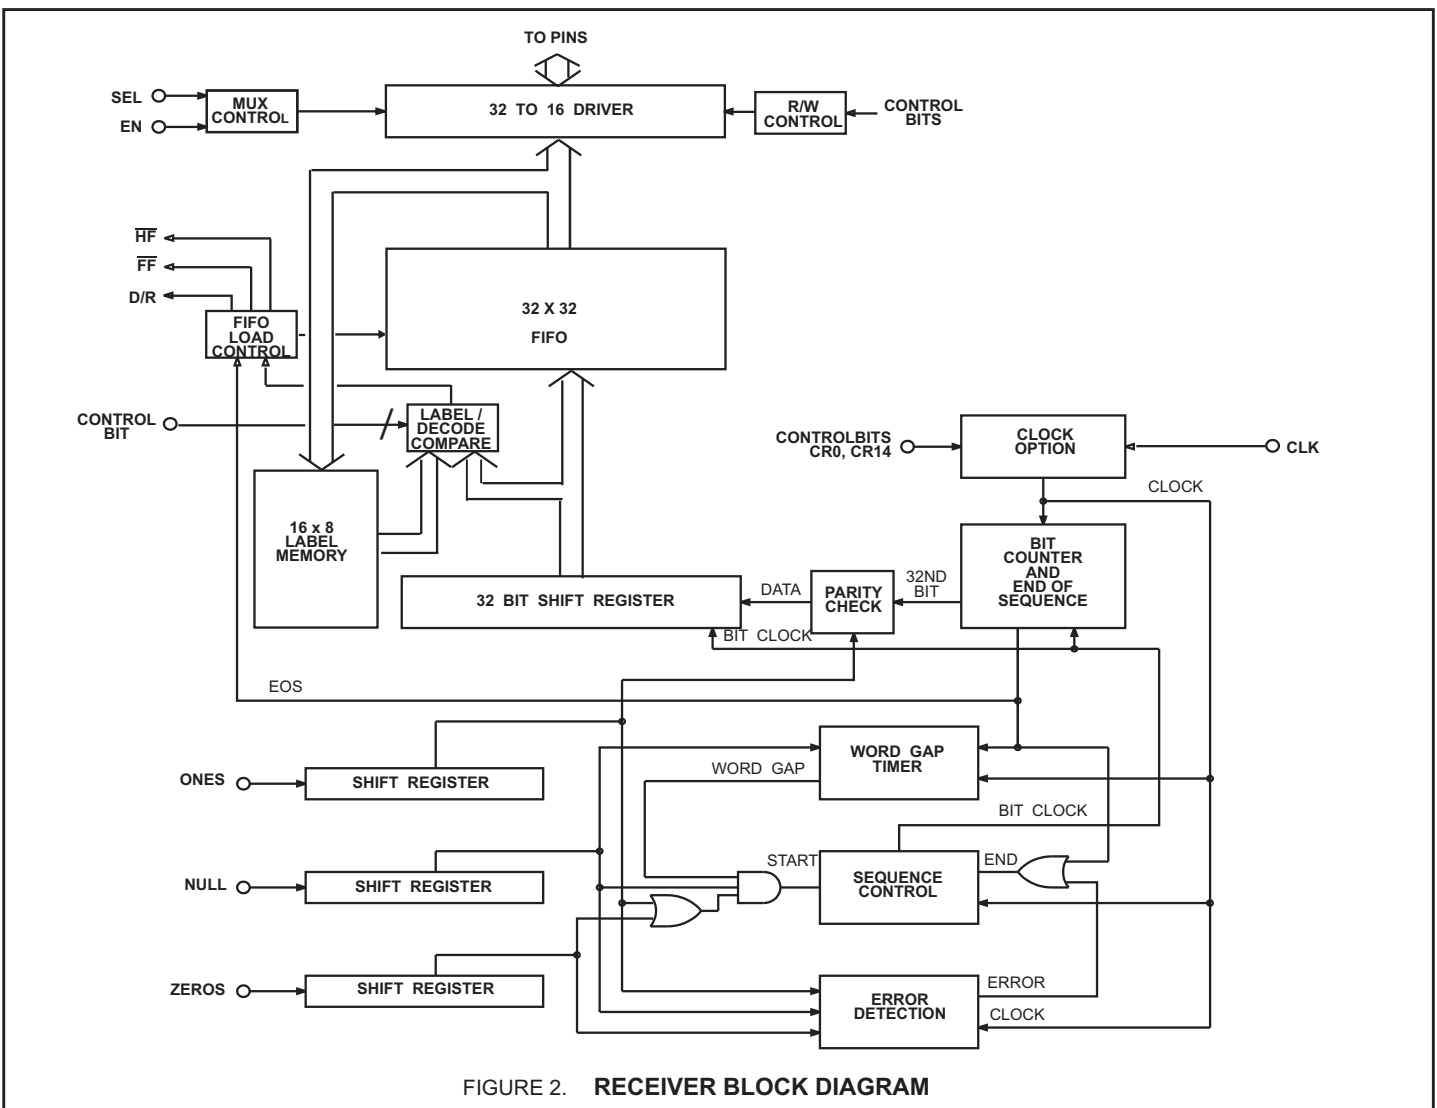 TO PINS
SEL
EN
MUX
CONTROL
32 TO 16 DRIVER
R/W
CONTROL
CONTROL
BITS
HF
FF
D/R
FIFO
LOAD
CONTROL
32 X 32
FIFO
CONTROL
BIT
LABEL /
DECODE
COMPARE
CONTROLBITS
CR0, CR14
CLOCK
OPTION
CLK
CLOCK
16 x 8
LABEL
MEMORY
BIT
COUNTER
AND
END OF
SEQUENCE
32 BIT SHIFT REGISTER
DATA
PARITY
CHECK
32ND
BIT
BIT CLOCK
EOS
WORD GAP
TIMER
WORD GAP
ONES
SHIFT REGISTER
BIT CLOCK
NULL
SHIFT REGISTER
START
SEQUENCE
CONTROL
END
ZEROS
SHIFT REGISTER
ERROR
DETECTION
ERROR
CLOCK
FIGURE 2. RECEIVER BLOCK DIAGRAM